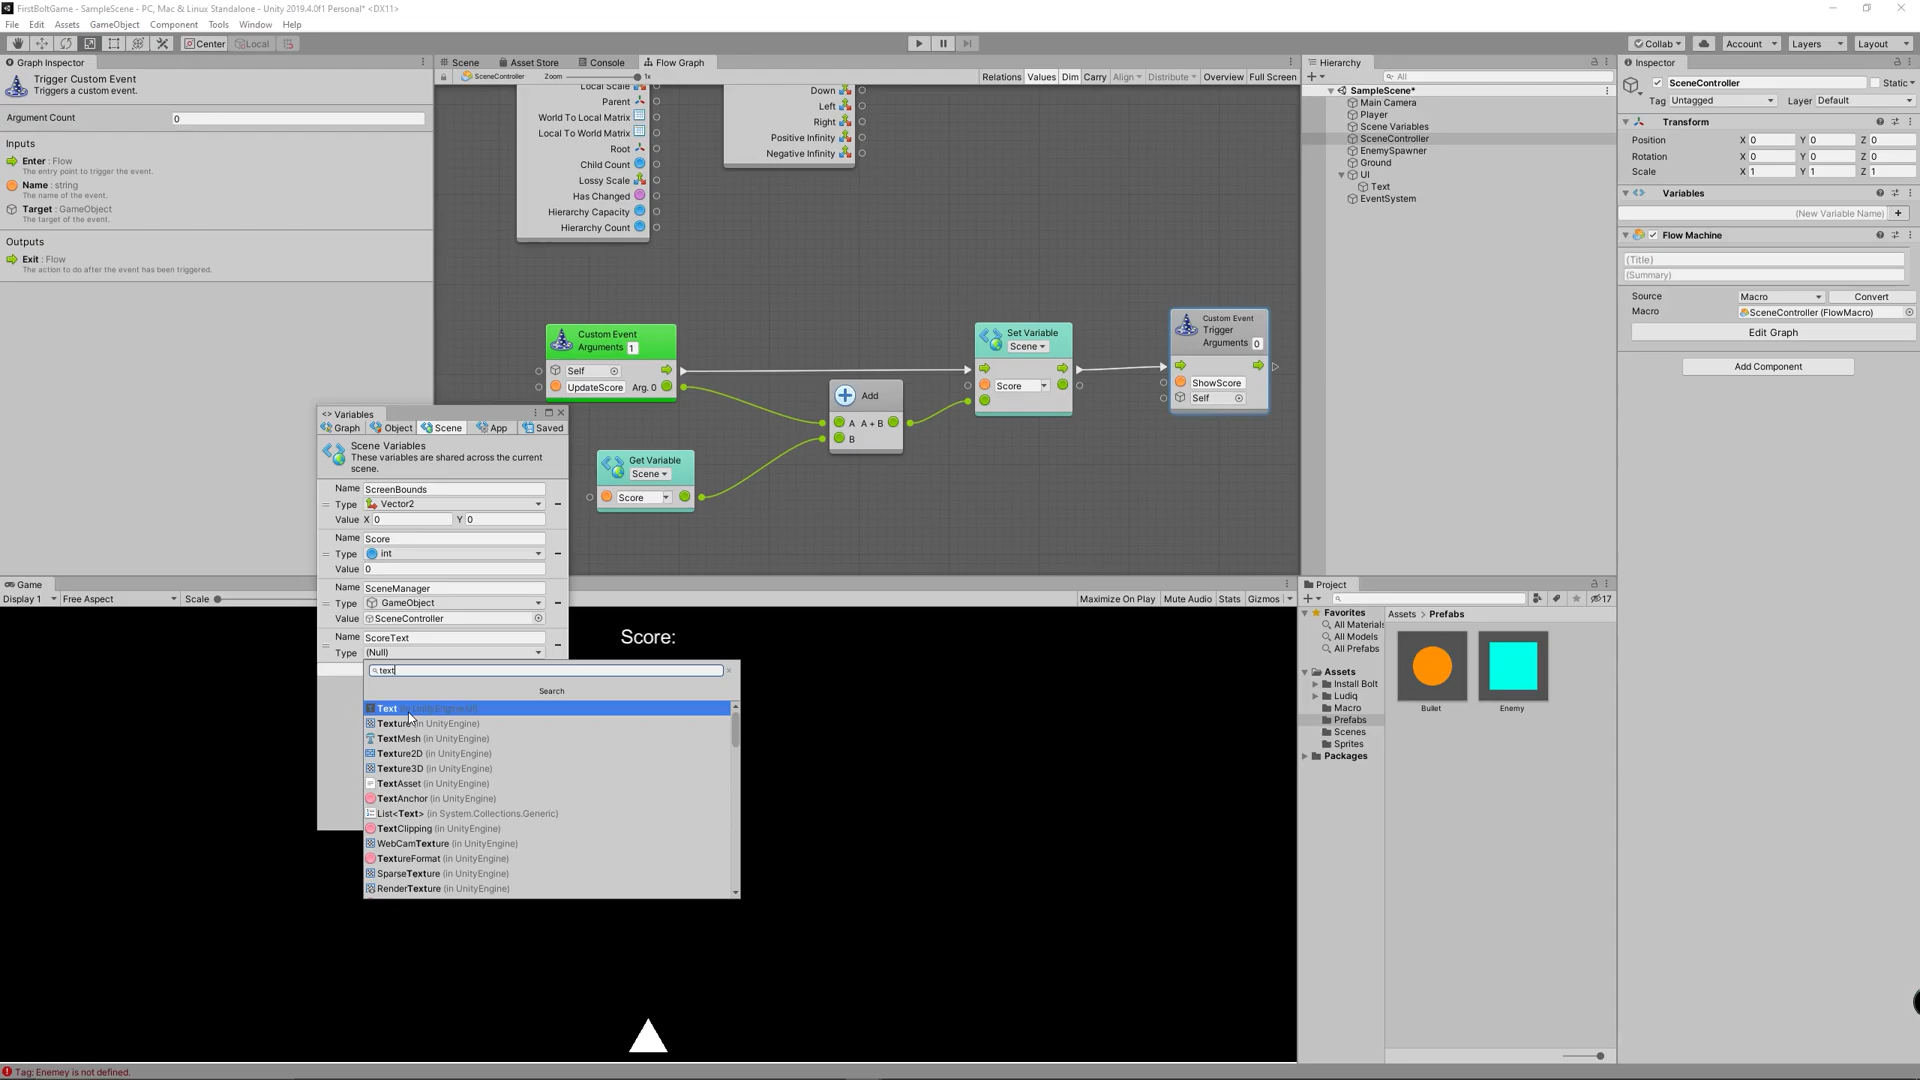 FirstBoltGame - SampleScene - PC, Mac & Linux Standalone - Unity 2019.4.0f1 Personal* <DX11>
File Edit Assets GameObject Component Tools Window Help
Center Local Collab Account Layers Layout
Graph Inspector
Trigger Custom Event
Triggers a custom event.
Argument Count 0
Inputs
Enter : Flow
The entry point to trigger the event.
Name : string
The name of the event.
Target : GameObject
The target of the event.
Outputs
Exit : Flow
The action to do after the event has been triggered.
Scene Asset Store Console Flow Graph
SceneController Zoom 1x Relations Values Dim Carry Align Distribute Overview Full Screen
Local Scale
Parent
World To Local Matrix
Local To World Matrix
Root
Child Count
Lossy Scale
Has Changed
Hierarchy Capacity
Hierarchy Count
Down
Left
Right
Positive Infinity
Negative Infinity
Custom Event
Arguments 1
Self
UpdateScore Arg. 0
Get Variable
Scene
Score
Add
A A + B
B
Set Variable
Scene
Score
Custom Event
Trigger
Arguments 0
ShowScore
Self
<> Variables
Graph Object Scene App Saved
Scene Variables
These variables are shared across the current
scene.
Name ScreenBounds
Type Vector2
Value X 0 Y 0
Name Score
Type int
Value 0
Name SceneManager
Type GameObject
Value SceneController
Name ScoreText
Type (Null)
text
Search
Text (in UnityEngine.UI)
Texture (in UnityEngine)
TextMesh (in UnityEngine)
Texture2D (in UnityEngine)
Texture3D (in UnityEngine)
TextAsset (in UnityEngine)
TextAnchor (in UnityEngine)
List<Text> (in System.Collections.Generic)
TextClipping (in UnityEngine)
WebCamTexture (in UnityEngine)
TextureFormat (in UnityEngine)
SparseTexture (in UnityEngine)
RenderTexture (in UnityEngine)
Game
Display 1 Free Aspect Scale Maximize On Play Mute Audio Stats Gizmos
Score:
Hierarchy
All
SampleScene*
Main Camera
Player
Scene Variables
SceneController
EnemySpawner
Ground
UI
Text
EventSystem
Inspector
SceneController Static
Tag Untagged Layer Default
Transform
Position X 0 Y 0 Z 0
Rotation X 0 Y 0 Z 0
Scale X 1 Y 1 Z 1
Variables
(New Variable Name)
Flow Machine
(Title)
(Summary)
Source Macro Convert
Macro SceneController (FlowMacro)
Edit Graph
Add Component
Project
17
Favorites
All Materials
All Models
All Prefabs
Assets
Install Bolt
Ludiq
Macro
Prefabs
Scenes
Sprites
Packages
Assets > Prefabs
Bullet Enemy
Tag: Enemey is not defined.